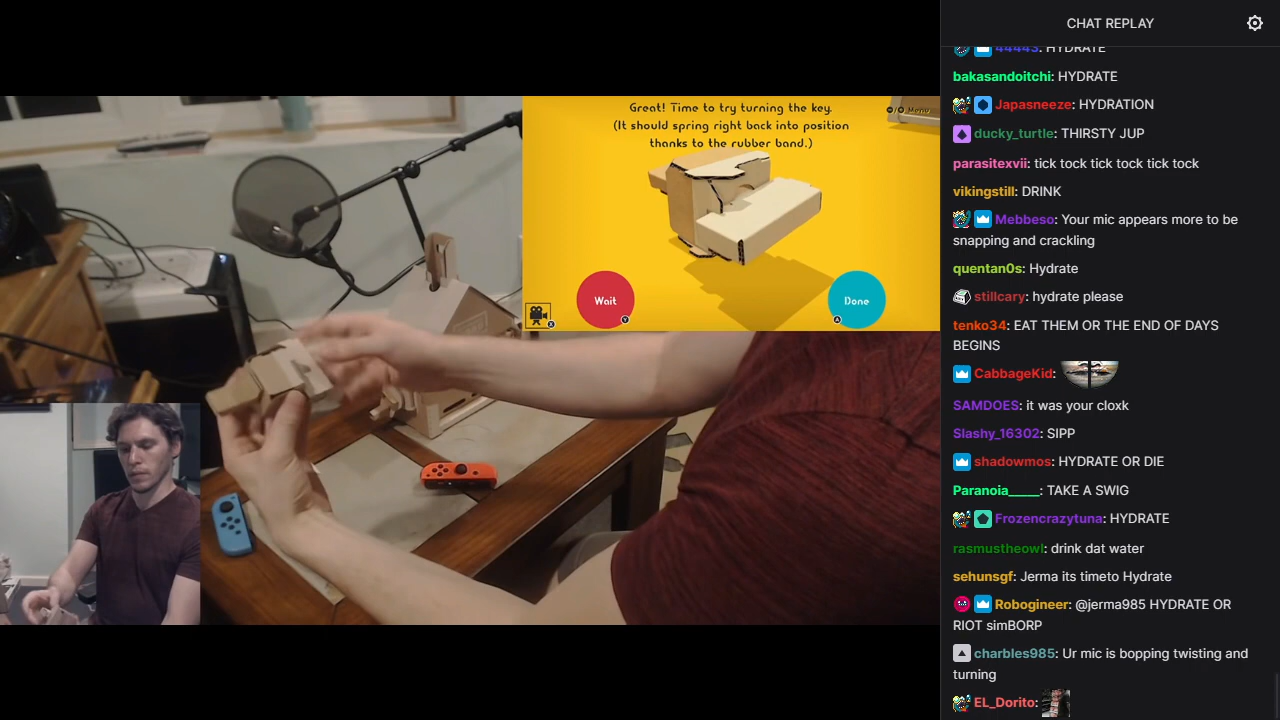 Great! Time to try turning the key.
(It should spring right back into position
thanks to the rubber band.)
Menu
Wait
Y
Done
A
X
CHAT REPLAY
44443: HYDRATE
bakasandoitchi: HYDRATE
Japasneeze: HYDRATION
ducky_turtle: THIRSTY JUP
parasitexvii: tick tock tick tock tick tock
vikingstill: DRINK
Mebbeso: Your mic appears more to be
snapping and crackling
quentan0s: Hydrate
stillcary: hydrate please
tenko34: EAT THEM OR THE END OF DAYS
BEGINS
CabbageKid:
SAMDOES: it was your cloxk
Slashy_16302: SIPP
shadowmos: HYDRATE OR DIE
Paranoia_____: TAKE A SWIG
Frozencrazytuna: HYDRATE
rasmustheowl: drink dat water
sehunsgf: Jerma its timeto Hydrate
Robogineer: @jerma985 HYDRATE OR
RIOT simBORP
charbles985: Ur mic is bopping twisting and
turning
EL_Dorito: